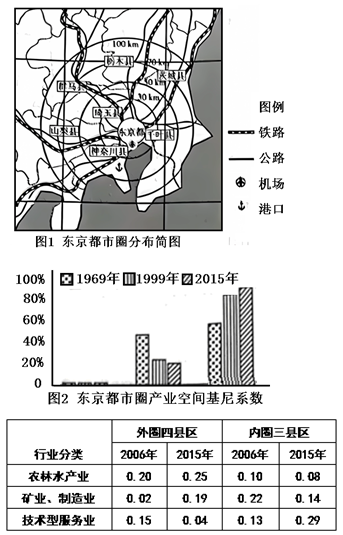 100 km
栃木县
群马县
茨城县
50 km
30 km
埼玉县
山梨县
东京都
千叶县
神奈川县
图例
铁路
公路
机场
港口
图1 东京都市圈分布简图
100%
80%
60%
40%
20%
0
1969年 1999年 2015年
图2 东京都市圈产业空间基尼系数
行业分类 外圈四县区 内圈三县区
2006年 2015年 2006年 2015年
农林水产业 0.20 0.25 0.10 0.08
矿业、制造业 0.02 0.19 0.22 0.14
技术型服务业 0.15 0.04 0.13 0.29